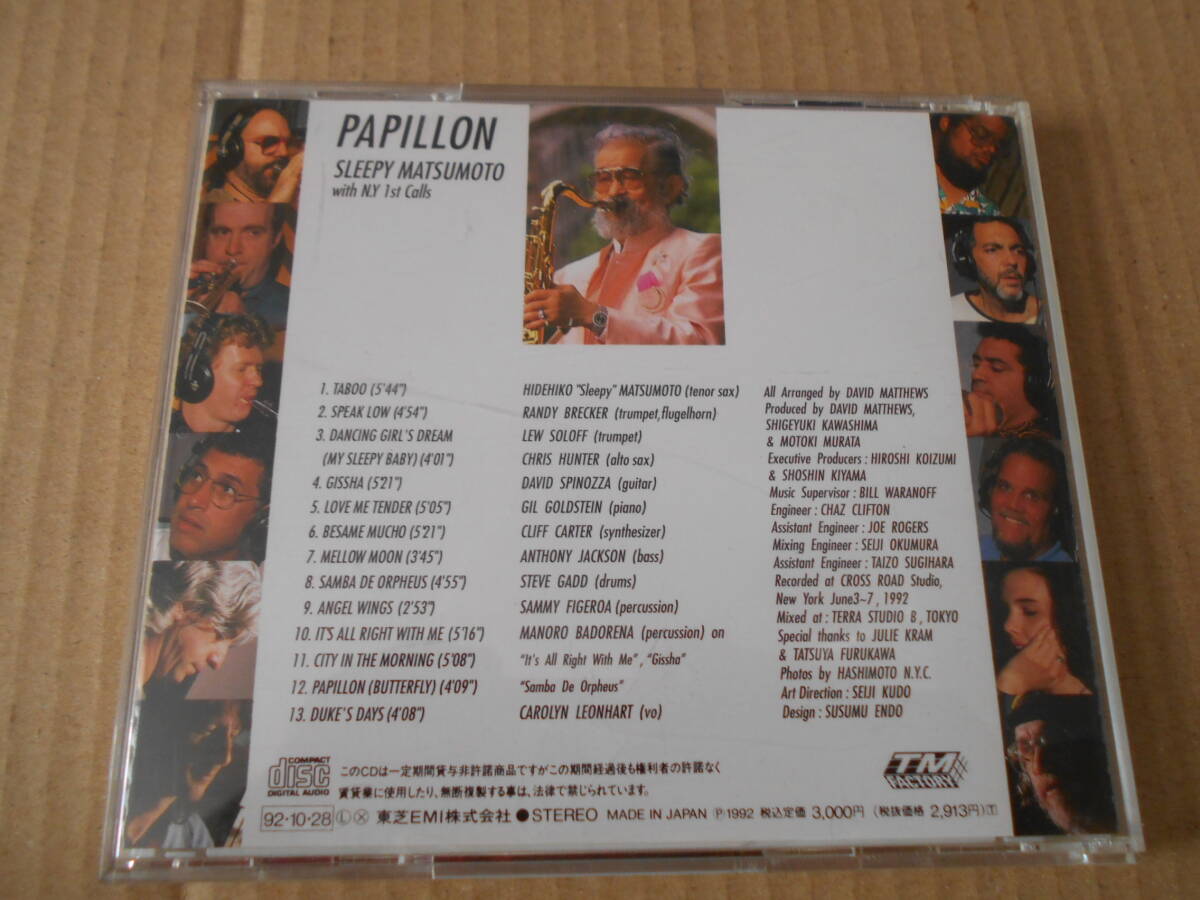 PAPILLON
SLEEPY MATSUMOTO
with N.Y 1st Calls
1. TABOO (5'44")
2. SPEAK LOW (4'54")
3. DANCING GIRL'S DREAM
(MY SLEEPY BABY) (4'01")
4. GISSHA (5'21")
5. LOVE ME TENDER (5'05")
6. BESAME MUCHO (5'21")
7. MELLOW MOON (3'45")
8. SAMBA DE ORPHEUS (4'55")
9. ANGEL WINGS (2'53")
10. IT'S ALL RIGHT WITH ME (5'16")
11. CITY IN THE MORNING (5'08")
12. PAPILLON (BUTTERFLY) (4'09")
13. DUKE'S DAYS (4'08")
HIDEHIKO "Sleepy" MATSUMOTO (tenor sax)
RANDY BRECKER (trumpet,flugelhorn)
LEW SOLOFF (trumpet)
CHRIS HUNTER (alto sax)
DAVID SPINOZZA (guitar)
GIL GOLDSTEIN (piano)
CLIFF CARTER (synthesizer)
ANTHONY JACKSON (bass)
STEVE GADD (drums)
SAMMY FIGEROA (percussion)
MANORO BADORENA (percussion) on
"It's All Right With Me", "Gissha"
"Samba De Orpheus"
CAROLYN LEONHART (vo)
All Arranged by DAVID MATTHEWS
Produced by DAVID MATTHEWS,
SHIGEYUKI KAWASHIMA
& MOTOKI MURATA
Executive Producers : HIROSHI KOIZUMI
& SHOSHIN KIYAMA
Music Supervisor : BILL WARANOFF
Engineer : CHAZ CLIFTON
Assistant Engineer : JOE ROGERS
Mixing Engineer : SEIJI OKUMURA
Assistant Engineer : TAIZO SUGIHARA
Recorded at CROSS ROAD Studio,
New York June3~7, 1992
Mixed at : TERRA STUDIO B, TOKYO
Special thanks to JULIE KRAM
& TATSUYA FURUKAWA
Photos by HASHIMOTO N.Y.C.
Art Direction : SEIJI KUDO
Design : SUSUMU ENDO
COMPACT
disc
DIGITAL AUDIO
このCDは一定期間貸与非許諾商品ですがこの期間経過後も権利者の許諾なく
賃貸業に使用したり、無断複製する事は、法律で禁じられています。
TM
FACTORY
92・10・28 Ⓛ Ⓧ 東芝EMI株式会社 ●STEREO MADE IN JAPAN Ⓟ1992 税込定価 3,000円 (税抜価格 2,913円)Ⓣ